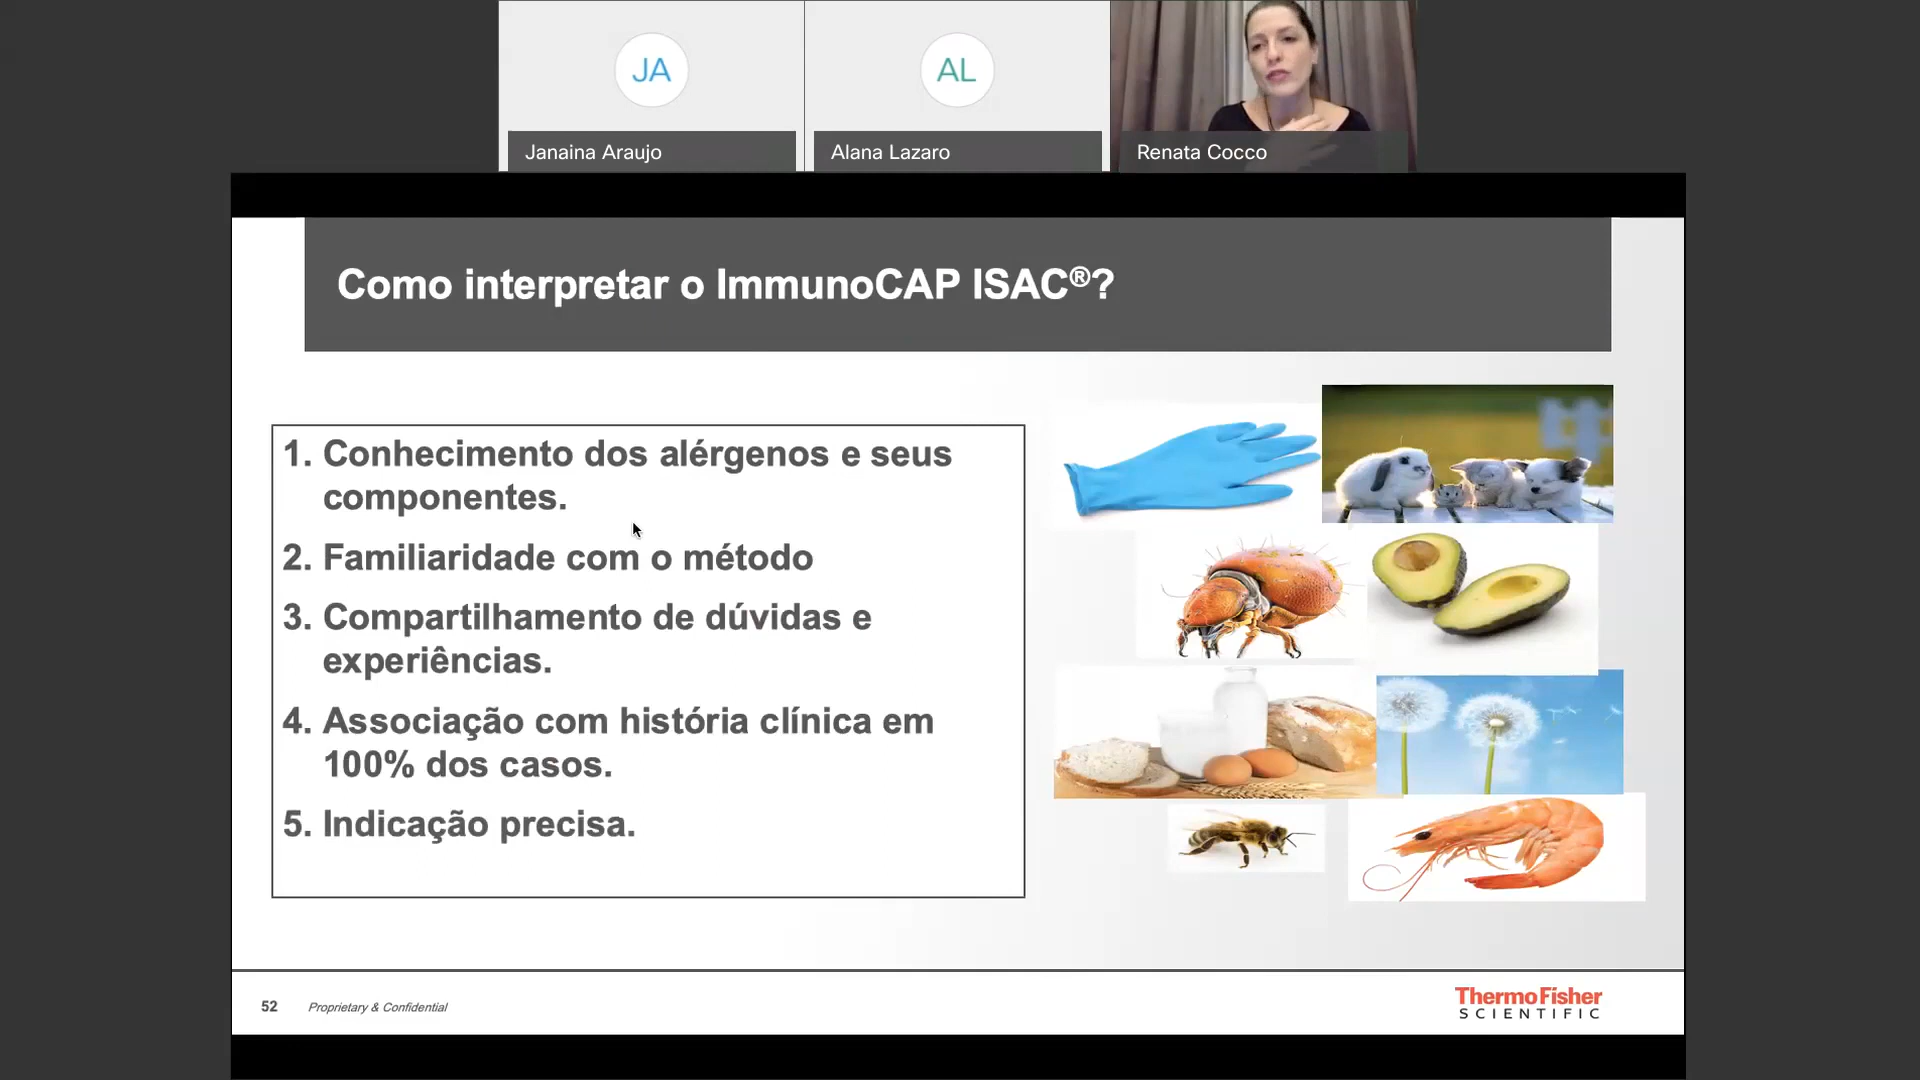 JA
AL
Janaina Araujo
Alana Lazaro
Renata Cocco
Como interpretar o ImmunoCAP ISAC®?
1. Conhecimento dos alérgenos e seus
componentes.
2. Familiaridade com o método
3. Compartilhamento de dúvidas e
experiências.
4. Associação com história clínica em
100% dos casos.
5. Indicação precisa.
52
Proprietary & Confidential
ThermoFisher
SCIENTIFIC